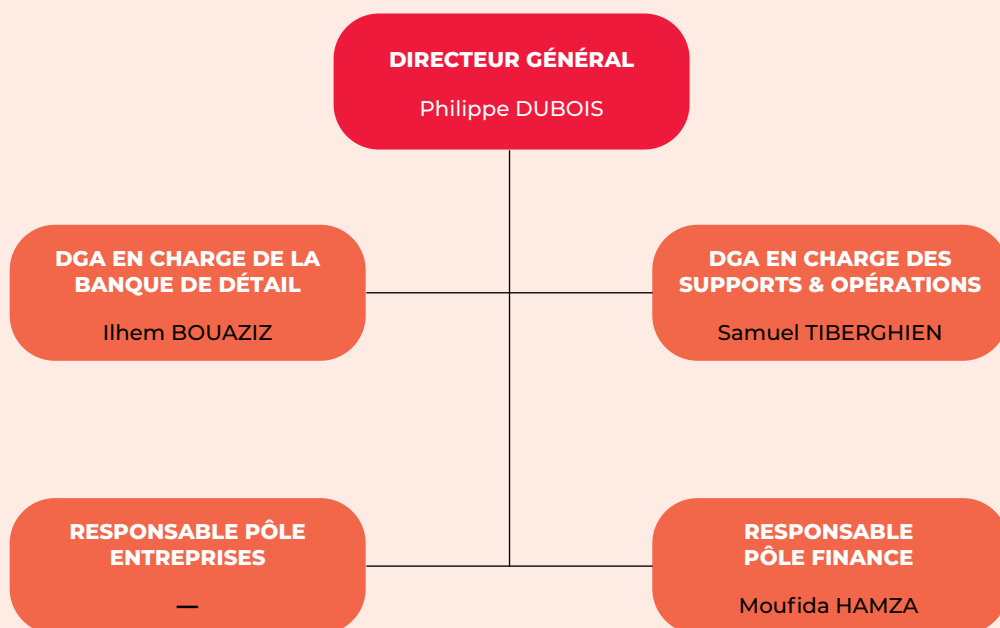 DIRECTEUR GÉNÉRAL
Philippe DUBOIS
DGA EN CHARGE DE LA
BANQUE DE DÉTAIL
Ilhem BOUAZIZ
DGA EN CHARGE DES
SUPPORTS & OPÉRATIONS
Samuel TIBERGHIEN
RESPONSABLE PÔLE
ENTREPRISES
—
RESPONSABLE
PÔLE FINANCE
Moufida HAMZA